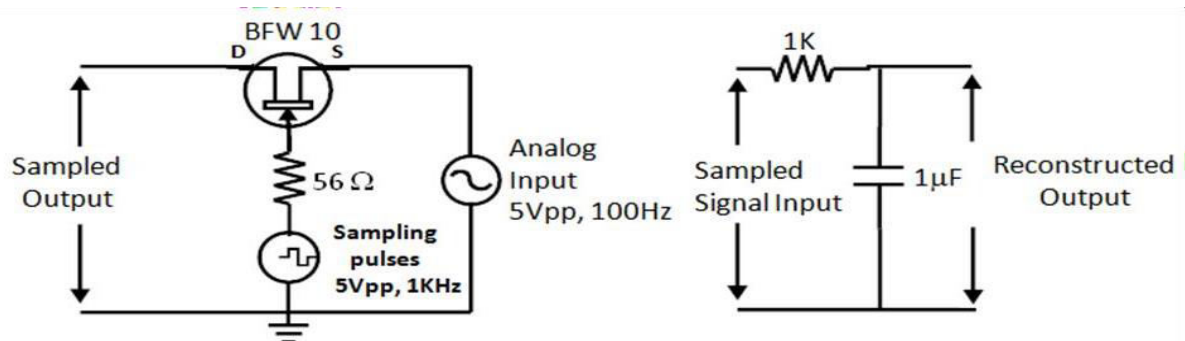 BFW 10
D
S
Sampled
Output
56 Ω
Sampling
pulses
5Vpp, 1KHz
Analog
Input
5Vpp, 100Hz
1K
Sampled
Signal Input
1μF
Reconstructed
Output